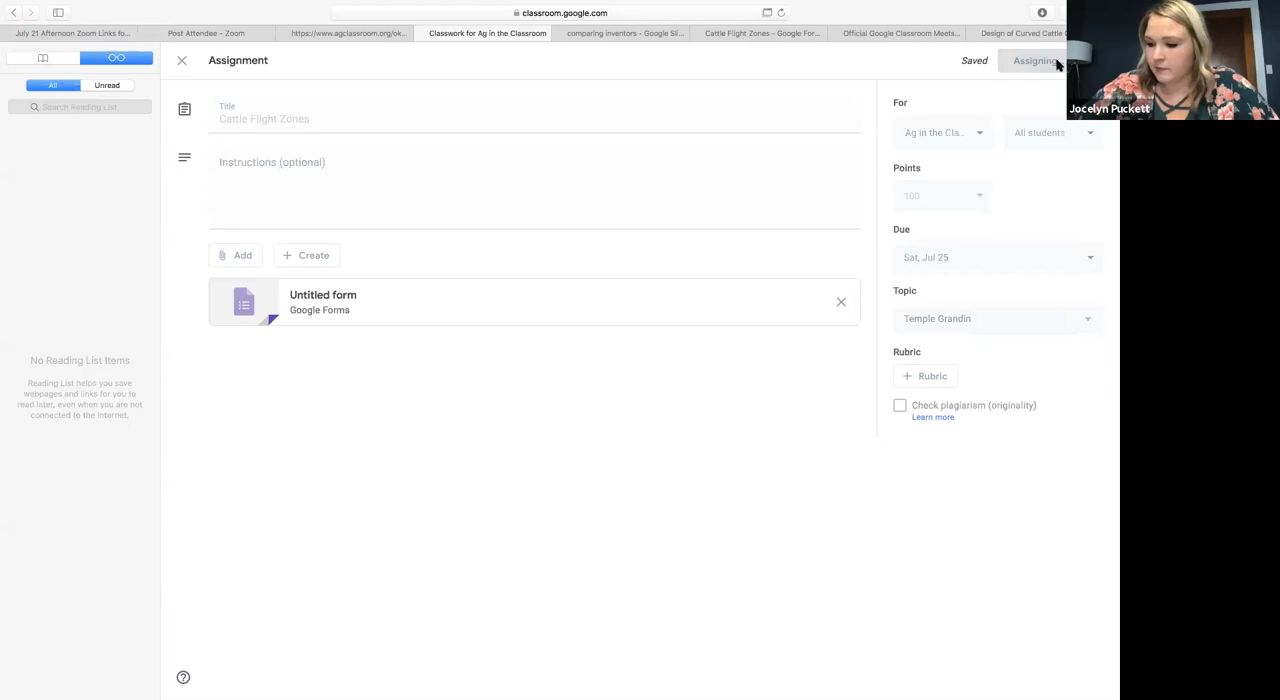 classroom.google.com
July 21 Afternoon Zoom Links fo...
Post Attendee - Zoom
https://www.agclassroom.org/ok...
Classwork for Ag in the Classroom
comparing inventors - Google Sli...
Cattle Flight Zones - Google For...
Official Google Classroom Meets...
Design of Curved Cattle
All
Unread
Search Reading List
No Reading List Items
Reading List helps you save
webpages and links for you to
read later, even when you are not
connected to the Internet.
Assignment
Saved
Assigning
Title
Cattle Flight Zones
Instructions (optional)
Add
Create
Untitled form
Google Forms
For
Ag in the Cla...
All students
Points
100
Due
Sat, Jul 25
Topic
Temple Grandin
Rubric
Rubric
Check plagiarism (originality)
Learn more
Jocelyn Puckett